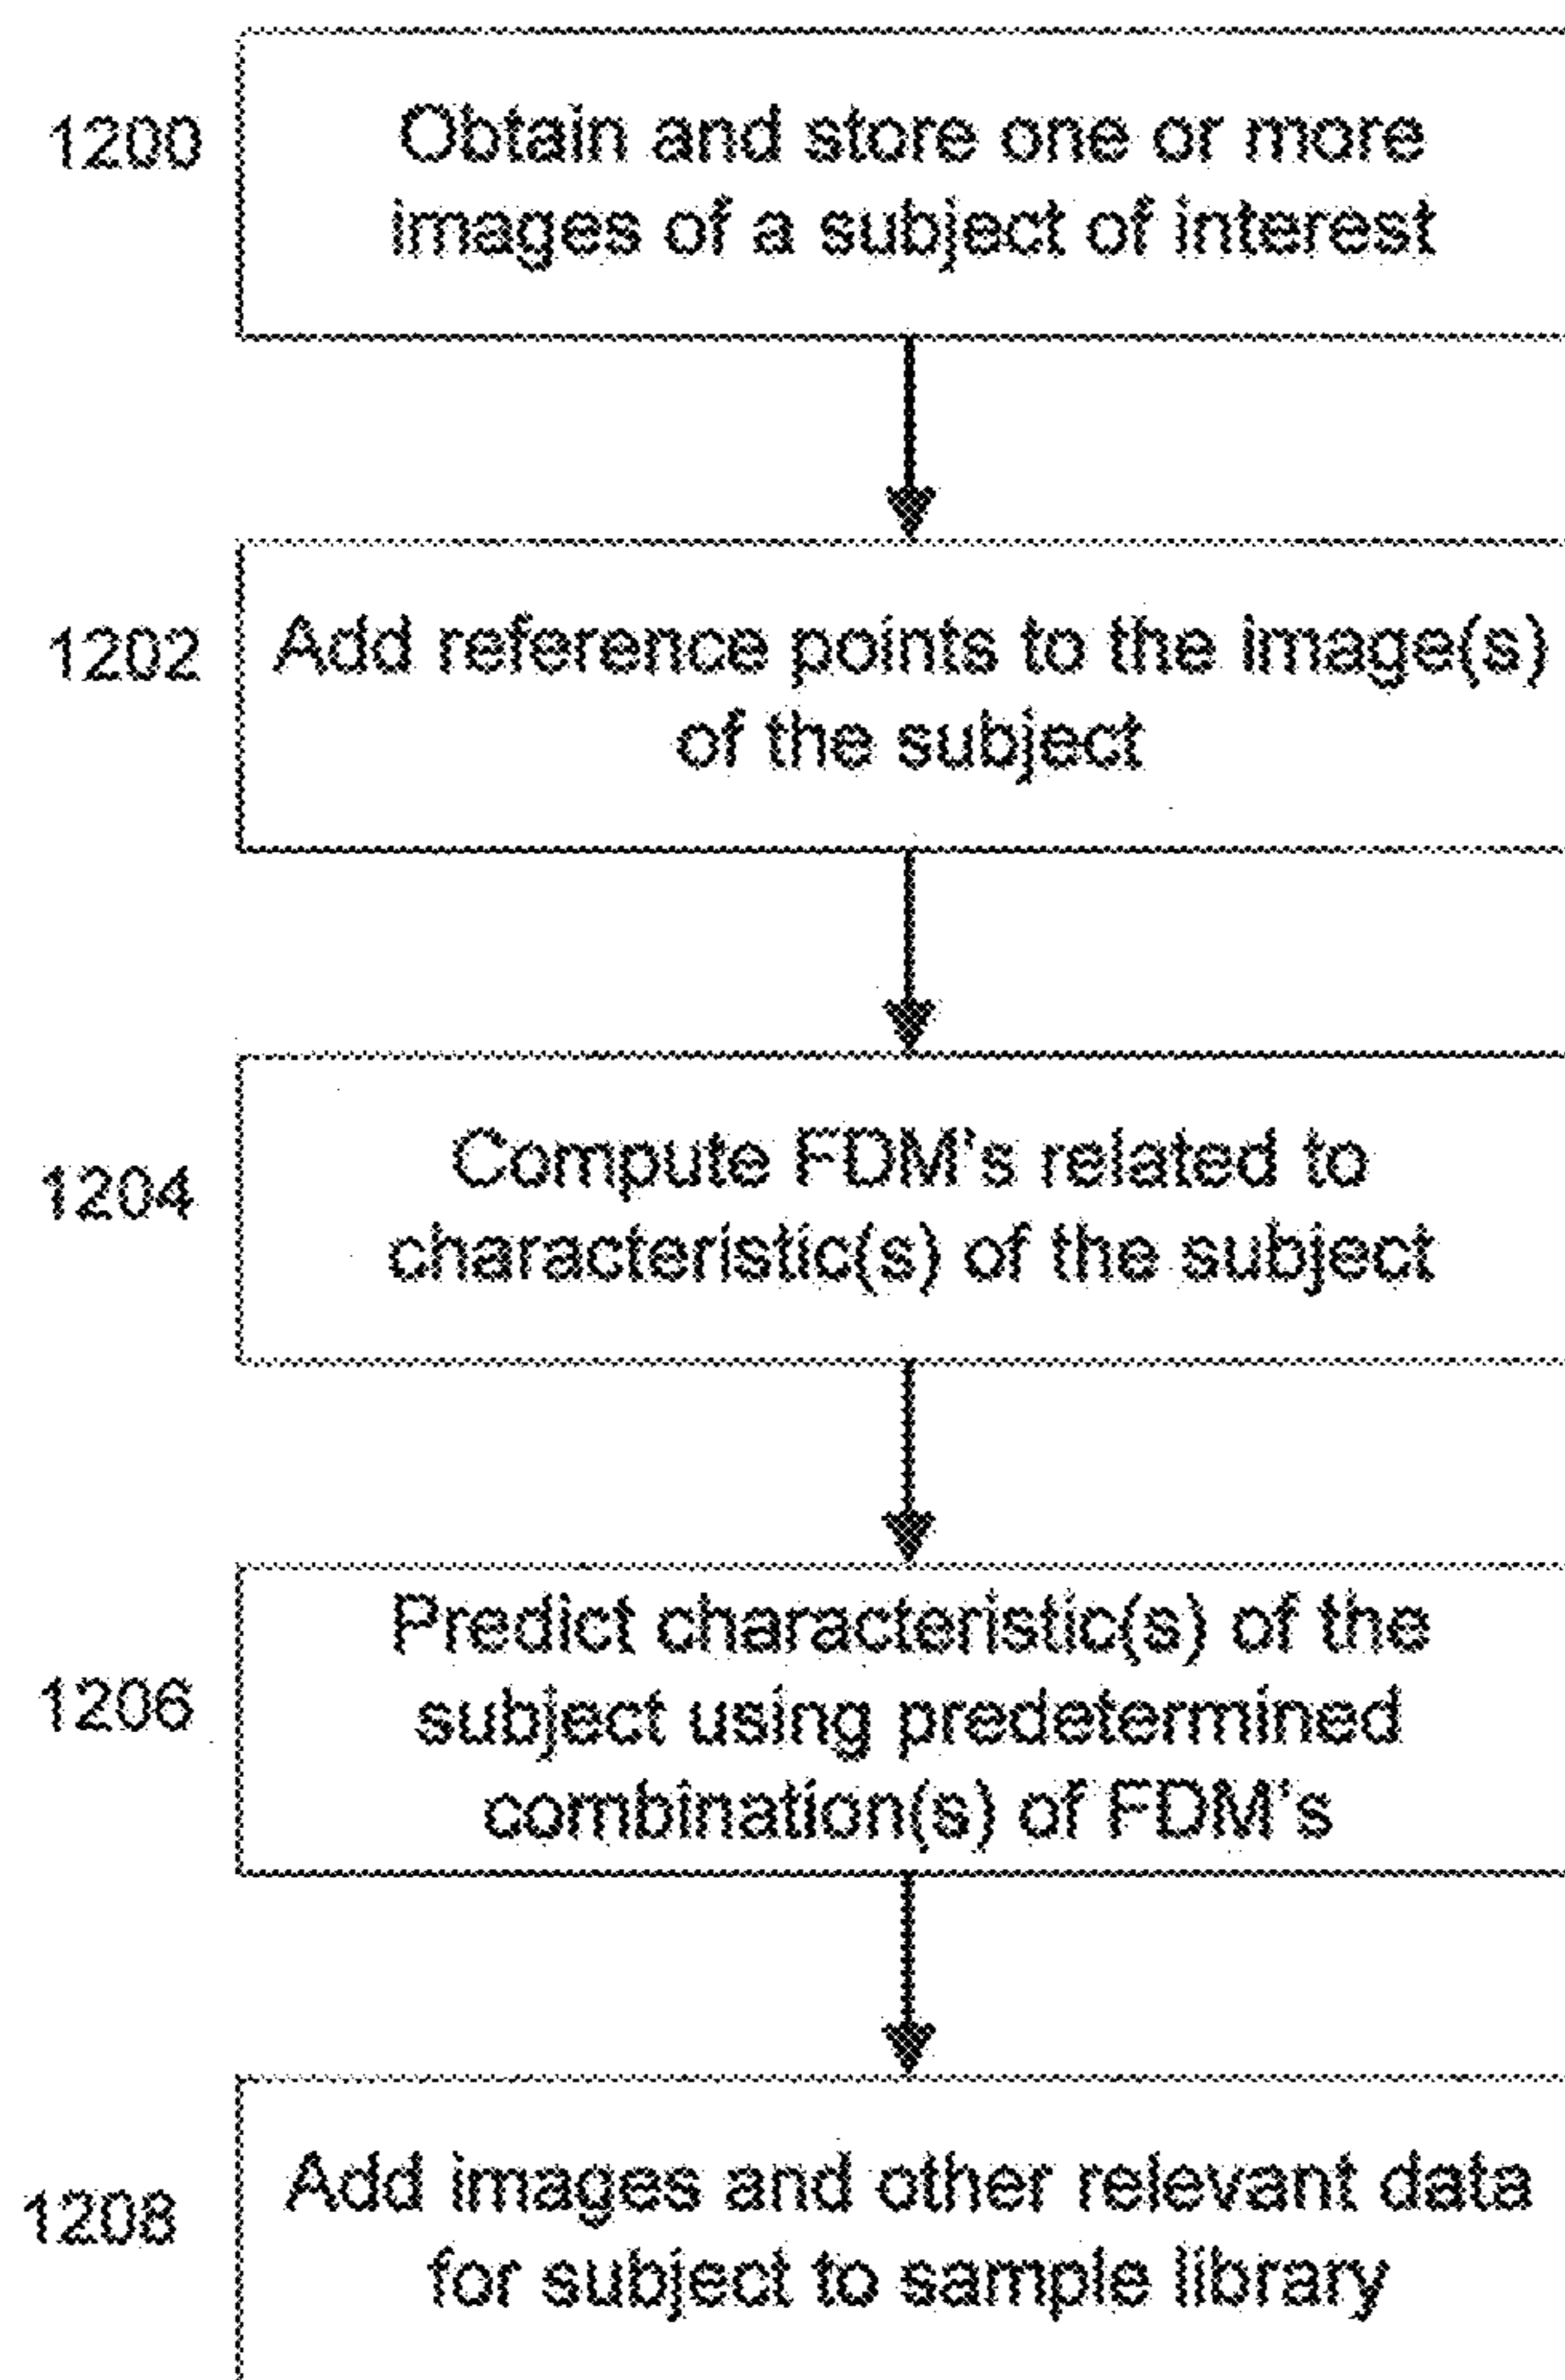 1200
Obtain and store one or more
images of a subject of interest
1202
Add reference points to the image(s)
of the subject
1204
Compute FDM's related to
characteristic(s) of the subject
1206
Predict characteristic(s) of the
subject using predetermined
combination(s) of FDM's
1208
Add images and other relevant data
for subject to sample library